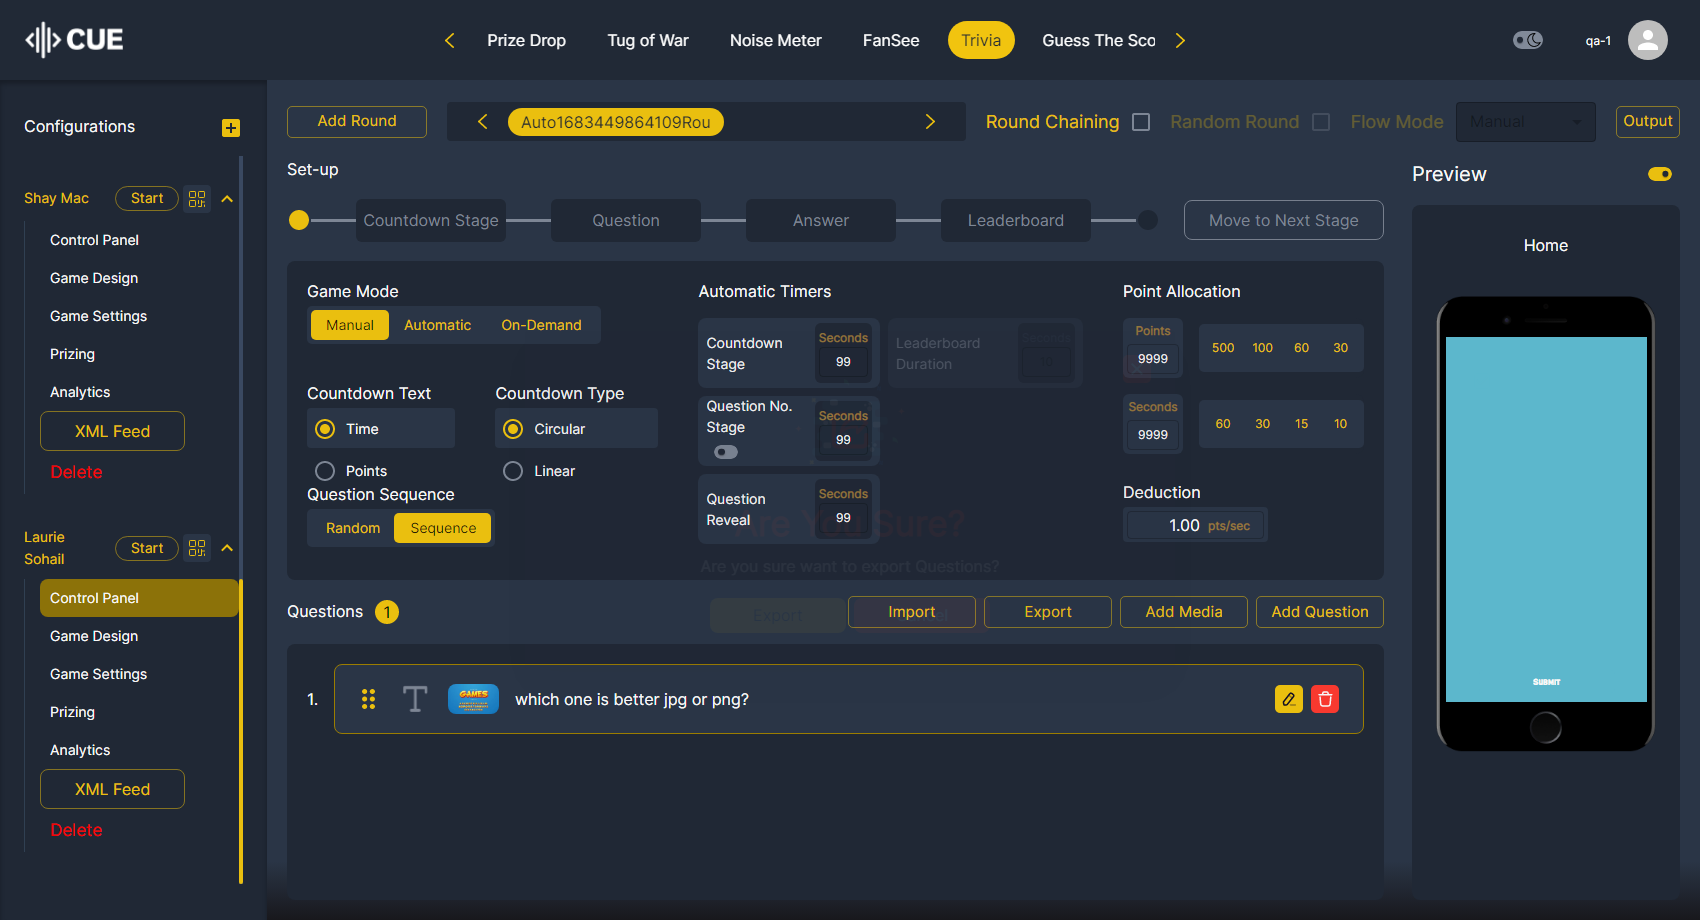 CUE
Prize Drop
Tug of War
Noise Meter
FanSee
Trivia
Guess The Sco
qa-1
Configurations
Shay Mac
Start
Control Panel
Game Design
Game Settings
Prizing
Analytics
XML Feed
Delete
Laurie
Sohail
Start
Control Panel
Game Design
Game Settings
Prizing
Analytics
XML Feed
Delete
Add Round
Auto1683449864109Rou
Round Chaining
Random Round
Flow Mode
Manual
Output
Set-up
Countdown Stage
Question
Answer
Leaderboard
Move to Next Stage
Game Mode
Manual
Automatic
On-Demand
Countdown Text
Time
Points
Countdown Type
Circular
Linear
Question Sequence
Random
Sequence
Automatic Timers
Countdown
Stage
Seconds
99
Leaderboard
Duration
Question No.
Stage
Seconds
99
Question
Reveal
Seconds
99
Are You Sure?
Are you sure want to export Questions?
Export
Point Allocation
Points
9999
500
100
60
30
Seconds
9999
60
30
15
10
Deduction
1.00 pts/sec
Questions 1
Import
Export
Add Media
Add Question
1.
GAMES
which one is better jpg or png?
Preview
Home
SUBMIT